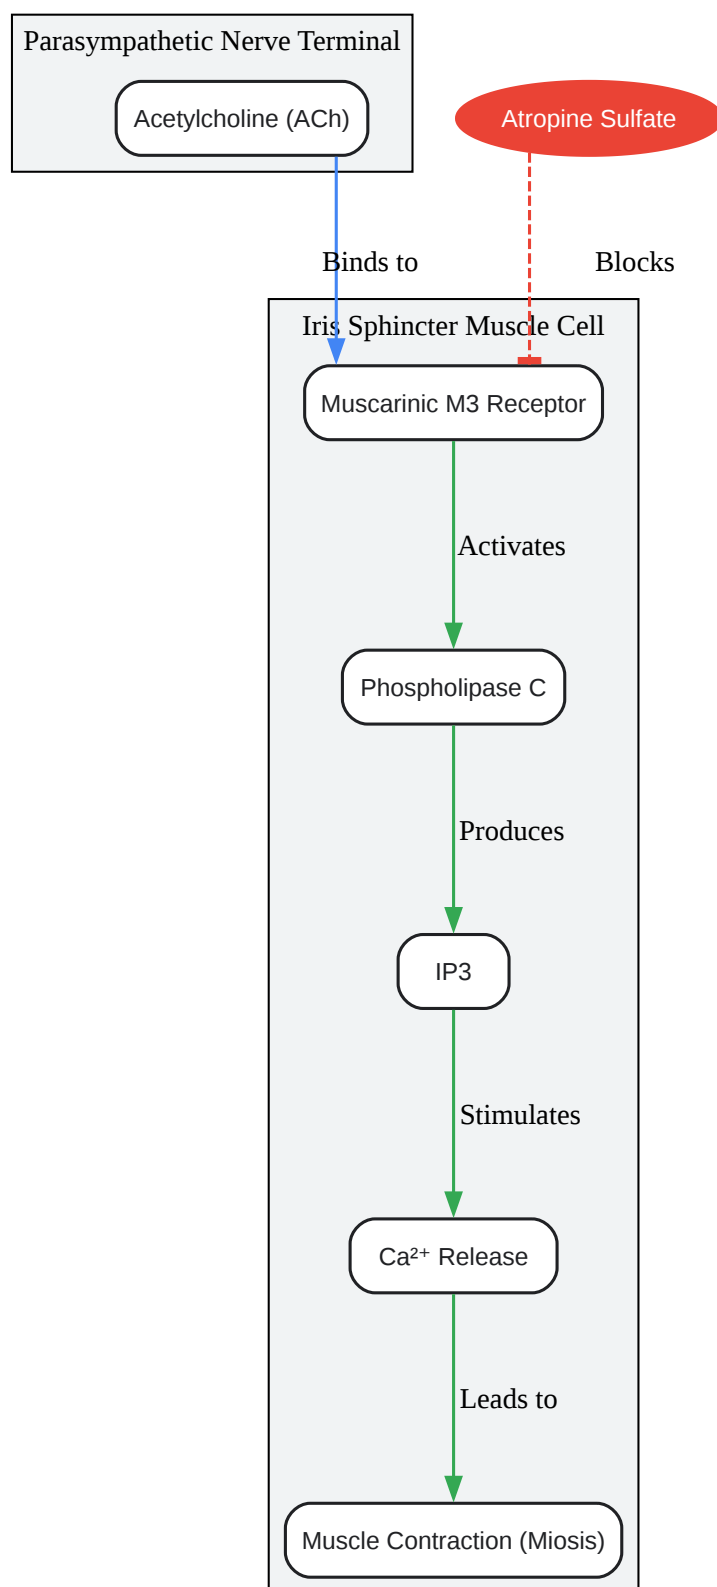 Parasympathetic Nerve Terminal
Acetylcholine (ACh)
Atropine Sulfate
Binds to
Blocks
Iris Sphincter Muscle Cell
Muscarinic M3 Receptor
Activates
Phospholipase C
Produces
IP3
Stimulates
Ca²⁺ Release
Leads to
Muscle Contraction (Miosis)